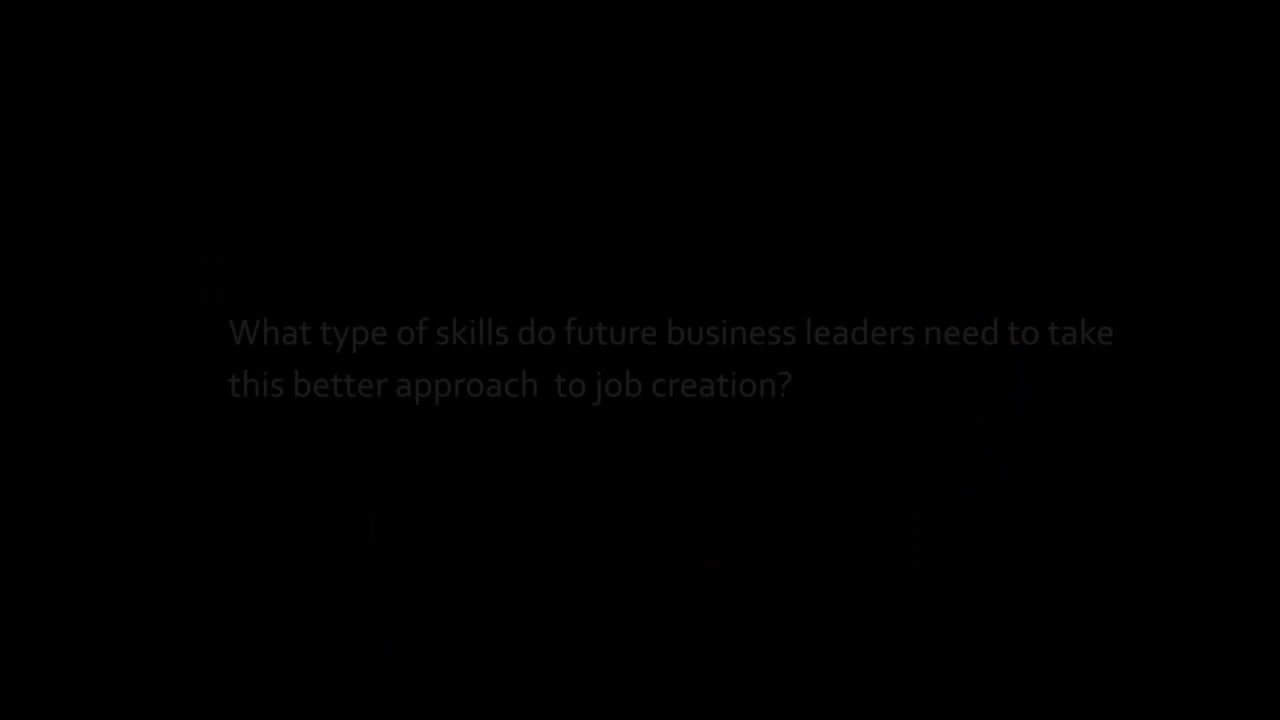 What type of skills do future business leaders need to take
this better approach  to job creation?